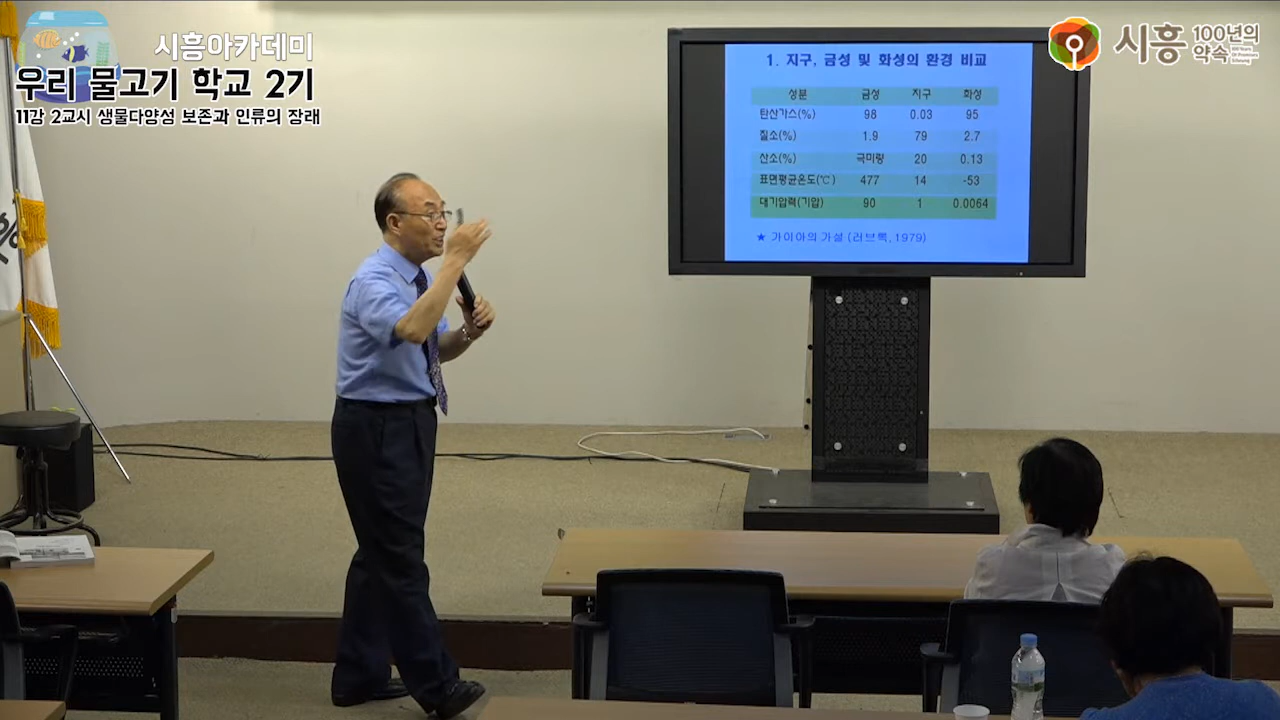 시흥아카데미
우리 물고기 학교 2기
11강 2교시 생물다양성 보존과 인류의 장래
시흥 100년의 약속
1. 지구, 금성 및 화성의 환경 비교
성분 금성 지구 화성
탄산가스(%) 98 0.03 95
질소(%) 1.9 79 2.7
산소(%) 극미량 20 0.13
표면평균온도(℃) 477 14 -53
대기압력(기압) 90 1 0.0064
★ 가이아의 가설 (러브록, 1979)